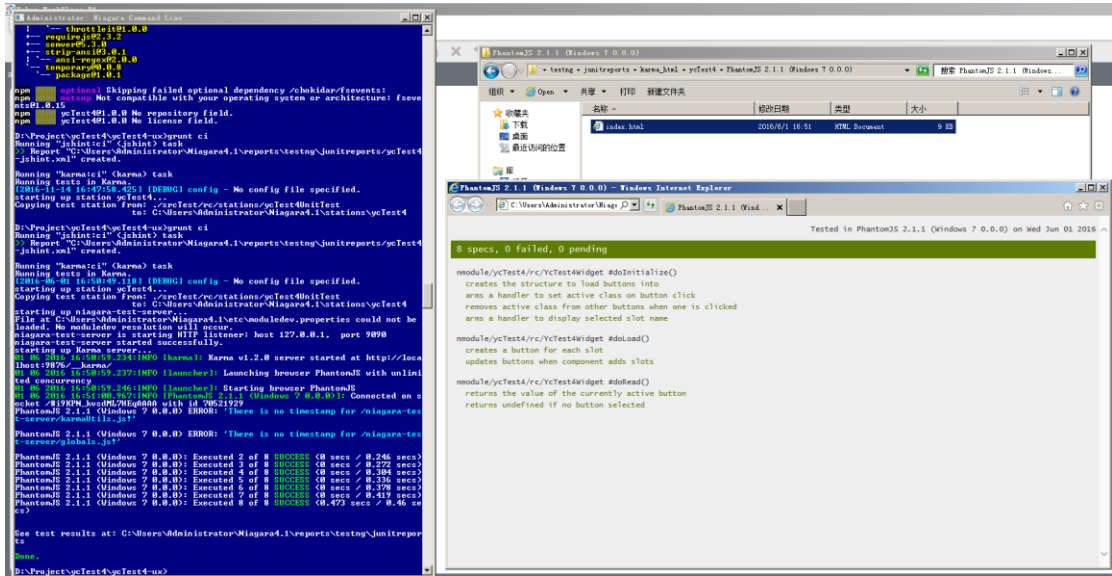 Administrator: Niagara Command Line
`-- throttleit@1.0.0
+-- requirejs@2.3.2
+-- semver@5.3.0
+-- strip-ansi@3.0.1
| `-- ansi-regex@2.0.0
`-- temporary@0.0.8
`-- package@1.0.1
npm optional Skipping failed optional dependency /chokidar/fsevents:
npm notsup Not compatible with your operating system or architecture: fseve
nts@1.0.15
npm ycTest4@1.0.0 No repository field.
npm ycTest4@1.0.0 No license field.
D:\Project\ycTest4\ycTest4-ux>grunt ci
Running "jshint:ci" (jshint) task
>> Report "C:\Users\Administrator\Niagara4.1\reports\testng\junitreports/ycTest4
-jshint.xml" created.
Running "karma:ci" (karma) task
Running tests in Karma.
[2016-11-14 16:47:58.425] [DEBUG] config - No config file specified.
starting up station ycTest4...
Copying test station from: ./srcTest/rc/stations/ycTest4UnitTest
to: C:\Users\Administrator\Niagara4.1\stations\ycTest4
D:\Project\ycTest4\ycTest4-ux>grunt ci
Running "jshint:ci" (jshint) task
>> Report "C:\Users\Administrator\Niagara4.1\reports\testng\junitreports/ycTest4
-jshint.xml" created.
Running "karma:ci" (karma) task
Running tests in Karma.
[2016-06-01 16:50:49.118] [DEBUG] config - No config file specified.
starting up station ycTest4...
Copying test station from: ./srcTest/rc/stations/ycTest4UnitTest
to: C:\Users\Administrator\Niagara4.1\stations\ycTest4
starting up niagara-test-server...
File at C:\Users\Administrator\Niagara4.1\etc\moduledev.properties could not be
loaded. No moduledev resolution will occur.
niagara-test-server is starting HTTP listener: host 127.0.0.1, port 9090
niagara-test-server started successfully.
starting up Karma server...
01 06 2016 16:50:59.234:INFO [karma]: Karma v1.2.0 server started at http://loca
lhost:9876/__karma/
01 06 2016 16:50:59.237:INFO [launcher]: Launching browser PhantomJS with unlimi
ted concurrency
01 06 2016 16:50:59.256:INFO [launcher]: Starting browser PhantomJS
01 06 2016 16:51:00.967:INFO [PhantomJS 2.1.1 (Windows 7 0.0.0)]: Connected on s
ocket with id 70521929
PhantomJS 2.1.1 (Windows 7 0.0.0) ERROR: 'There is no timestamp for /niagara-tes
t-server/karmaUtils.js!'
PhantomJS 2.1.1 (Windows 7 0.0.0) ERROR: 'There is no timestamp for /niagara-tes
t-server/globals.js!'
PhantomJS 2.1.1 (Windows 7 0.0.0): Executed 2 of 8 SUCCESS (0 secs / 0.246 secs)
PhantomJS 2.1.1 (Windows 7 0.0.0): Executed 3 of 8 SUCCESS (0 secs / 0.272 secs)
PhantomJS 2.1.1 (Windows 7 0.0.0): Executed 4 of 8 SUCCESS (0 secs / 0.304 secs)
PhantomJS 2.1.1 (Windows 7 0.0.0): Executed 5 of 8 SUCCESS (0 secs / 0.336 secs)
PhantomJS 2.1.1 (Windows 7 0.0.0): Executed 6 of 8 SUCCESS (0 secs / 0.378 secs)
PhantomJS 2.1.1 (Windows 7 0.0.0): Executed 7 of 8 SUCCESS (0 secs / 0.419 secs)
PhantomJS 2.1.1 (Windows 7 0.0.0): Executed 8 of 8 SUCCESS (0.473 secs / 0.46 se
cs)
See test results at: C:\Users\Administrator\Niagara4.1\reports\testng\junitrepor
ts
Done.
D:\Project\ycTest4\ycTest4-ux>
PhantomJS 2.1.1 (Windows 7 0.0.0)
testng ▸ junitreports ▸ karma_html ▸ ycTest4 ▸ PhantomJS 2.1.1 (Windows 7 0.0.0)
搜索 PhantomJS 2.1.1 (Windows...
组织 Open 共享 打印 新建文件夹
名称 修改日期 类型 大小
收藏夹
下载
桌面
最近访问的位置
库
index.html 2016/6/1 16:51 HTML Document 9 KB
PhantomJS 2.1.1 (Windows 7 0.0.0) - Windows Internet Explorer
C:\Users\Administrator\Niaga
PhantomJS 2.1.1 (Wind...
Tested in PhantomJS 2.1.1 (Windows 7 0.0.0) on Wed Jun 01 2016
8 specs, 0 failed, 0 pending
nmodule/ycTest4/rc/YcTest4Widget #doInitialize()
creates the structure to load buttons into
arms a handler to set active class on button click
removes active class from other buttons when one is clicked
arms a handler to display selected slot name
nmodule/ycTest4/rc/YcTest4Widget #doLoad()
creates a button for each slot
updates buttons when component adds slots
nmodule/ycTest4/rc/YcTest4Widget #doRead()
returns the value of the currently active button
returns undefined if no button selected